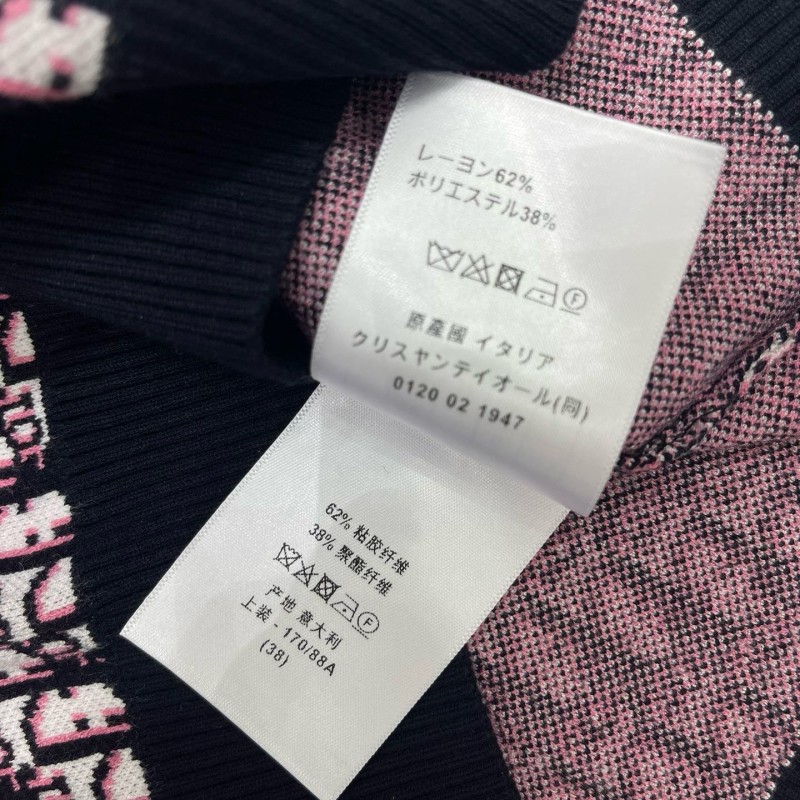 レーヨン62%
ポリエステル38%
F
原産國 イタリア
クリスヤンデイオール(同)
0120 02 1947
62% 粘胶纤维
38% 聚酯纤维
F
产地 意大利
上装 - 170/88A
(38)